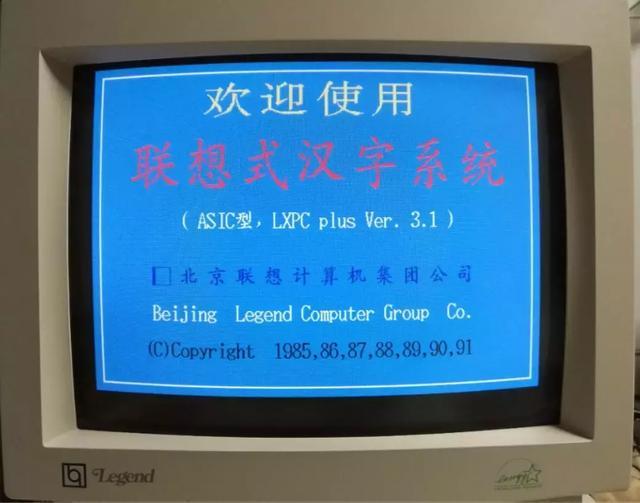 欢迎使用
联想式汉字系统
( ASIC型, LXPC plus Ver. 3.1 )
北京联想计算机集团公司
Beijing Legend Computer Group Co.
(C)Copyright 1985,86,87,88,89,90,91
Legend
energy